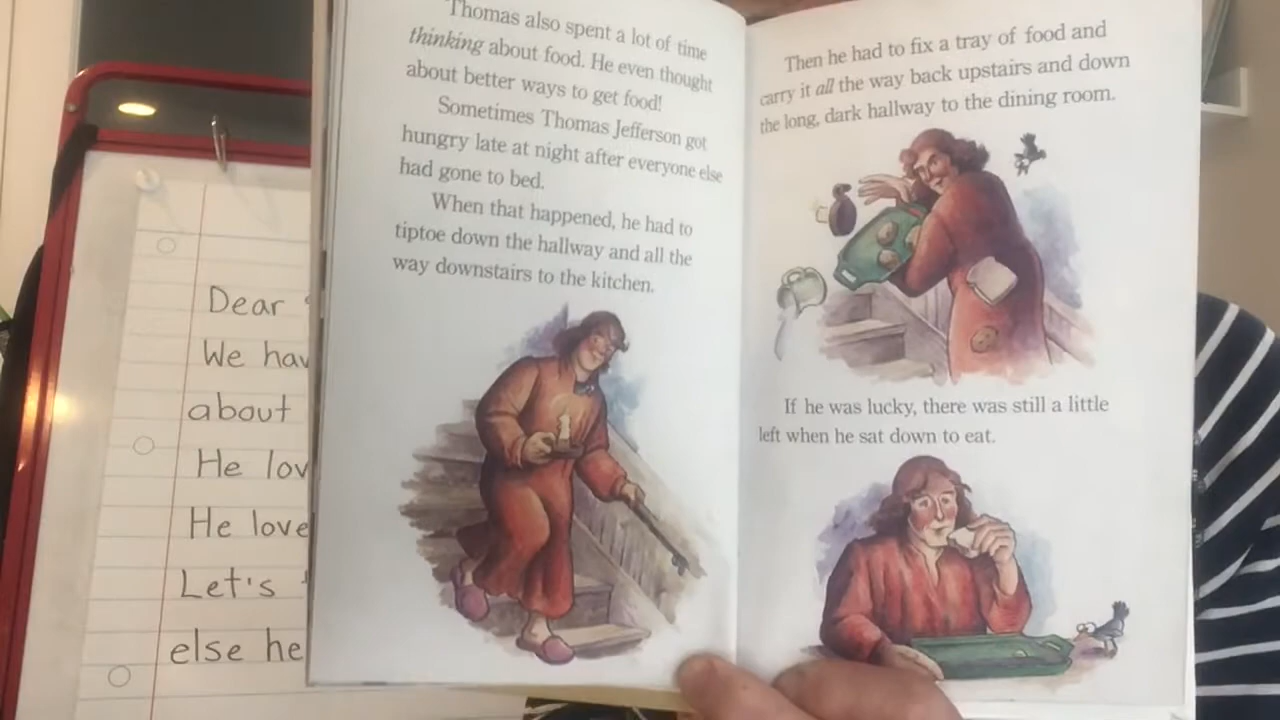 Thomas also spent a lot of time
thinking about food. He even thought
about better ways to get food!
Sometimes Thomas Jefferson got
hungry late at night after everyone else
had gone to bed.
When that happened, he had to
tiptoe down the hallway and all the
way downstairs to the kitchen.
Then he had to fix a tray of food and
carry it all the way back upstairs and down
the long, dark hallway to the dining room.
If he was lucky, there was still a little
left when he sat down to eat.
Dear
We hav
about
He lov
He love
Let's
else he